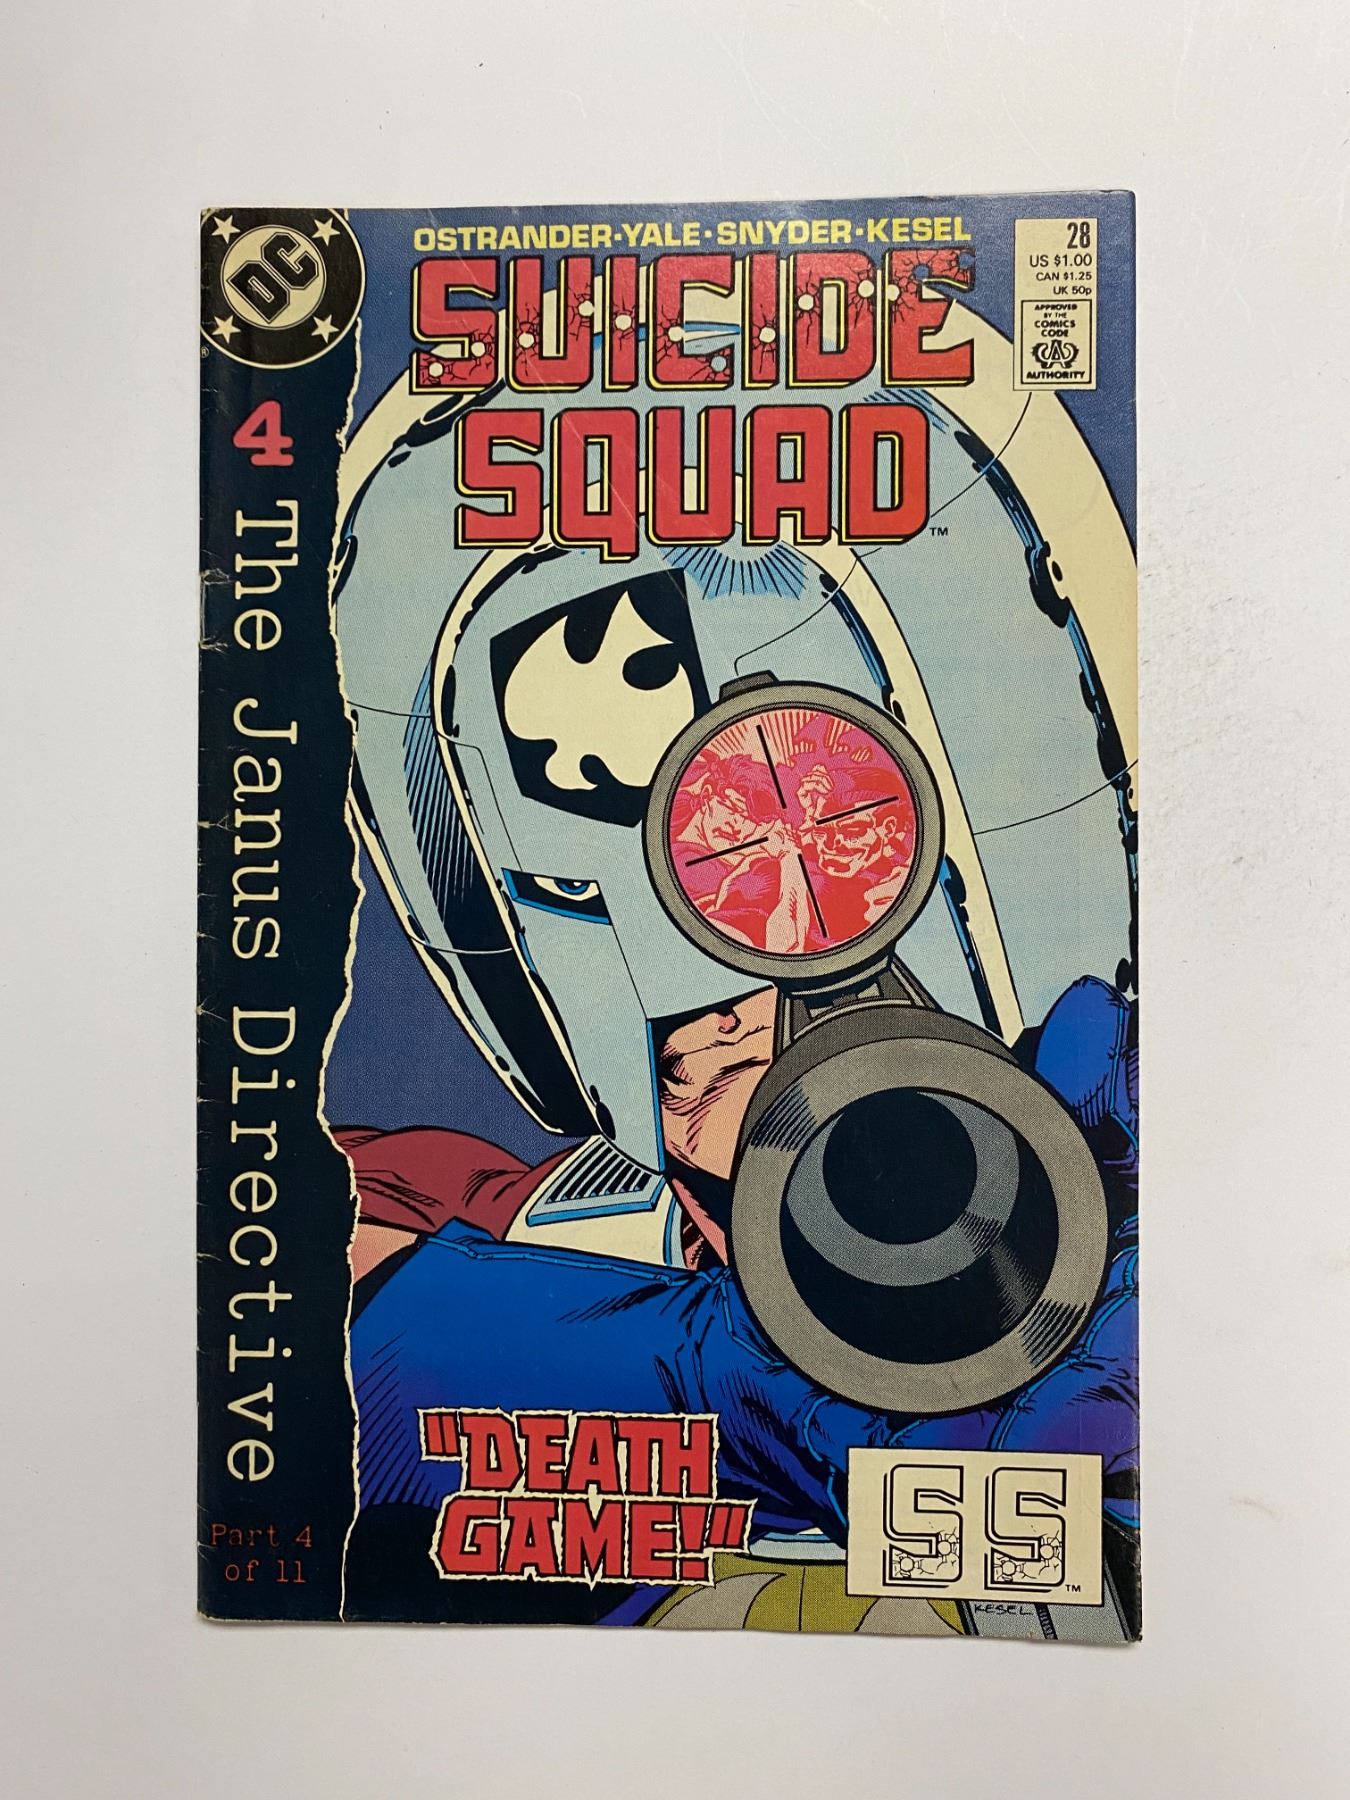 DC
®
OSTRANDER·YALE·SNYDER·KESEL
SUICIDE
SQUAD
TM
28
US $1.00
CAN $1.25
UK 50p
APPROVED
BY THE
COMICS
CODE
AUTHORITY
4 The Janus Directive
Part 4
of 11
"DEATH
GAME!"
SS
TM
KESEL